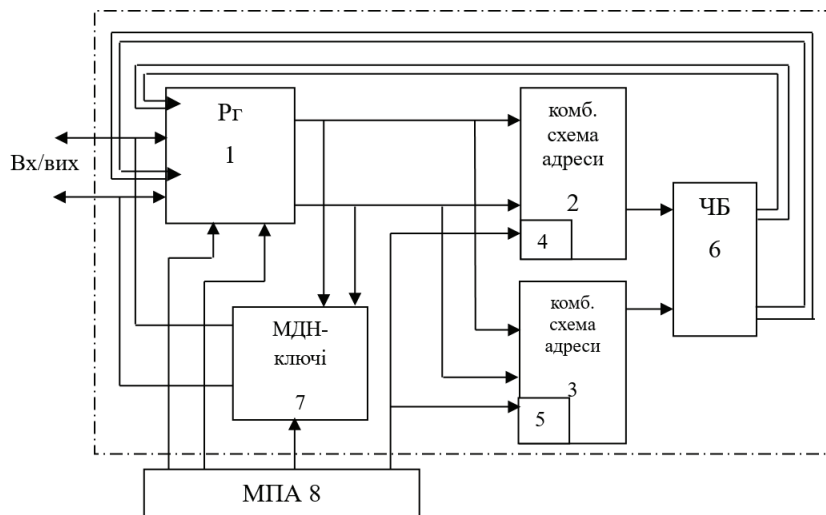 Вх/вих
Рг
1
комб.
схема
адреси
2
4
ЧБ
6
МДН-
ключі
7
комб.
схема
адреси
3
5
МПА 8